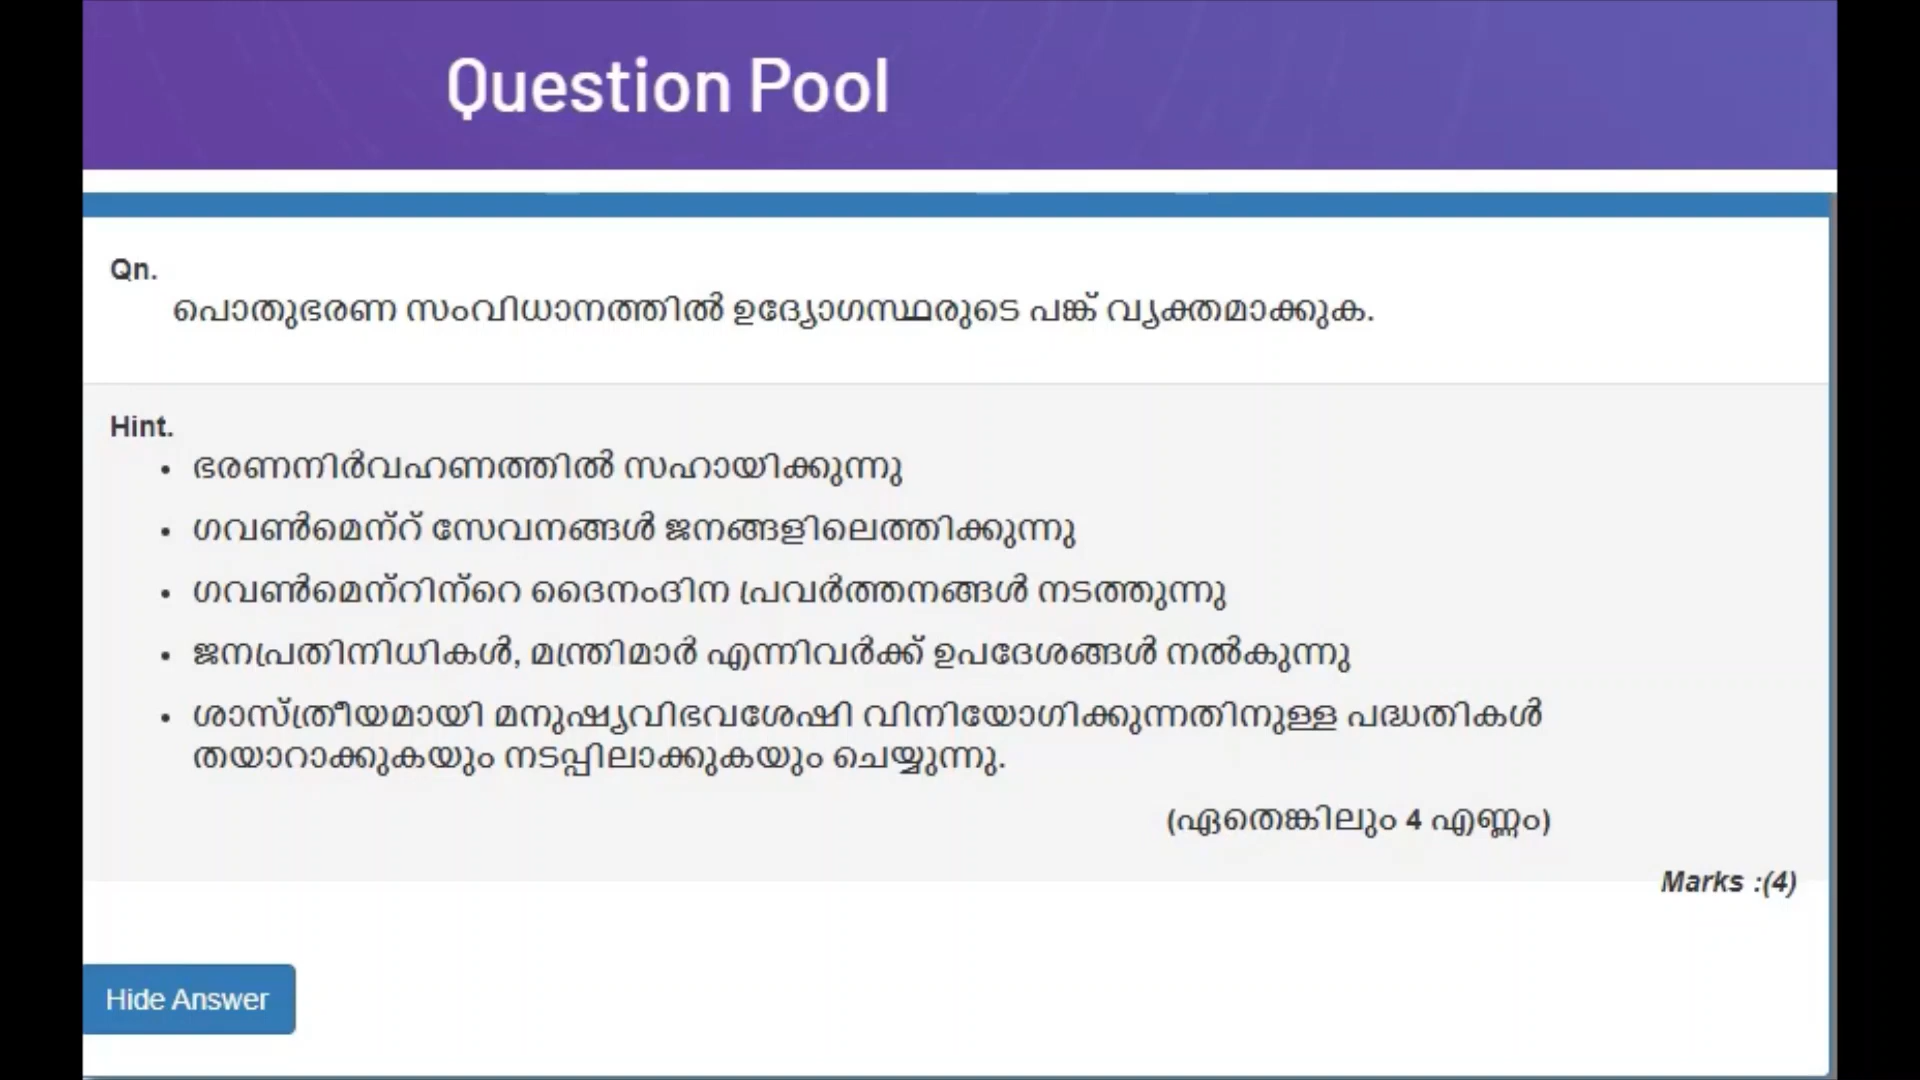 Question Pool
Qn.
പൊതുഭരണ സംവിധാനത്തിൽ ഉദ്യോഗസ്ഥരുടെ പങ്ക് വ്യക്തമാക്കുക.
Hint.
• ഭരണനിർവഹണത്തിൽ സഹായിക്കുന്നു
• ഗവൺമെന്റ് സേവനങ്ങൾ ജനങ്ങളിലെത്തിക്കുന്നു
• ഗവൺമെന്റിന്റെ ദൈനംദിന പ്രവർത്തനങ്ങൾ നടത്തുന്നു
• ജനപ്രതിനിധികൾ, മന്ത്രിമാർ എന്നിവർക്ക് ഉപദേശങ്ങൾ നൽകുന്നു
• ശാസ്ത്രീയമായി മനുഷ്യവിഭവശേഷി വിനിയോഗിക്കുന്നതിനുള്ള പദ്ധതികൾ
തയാറാക്കുകയും നടപ്പിലാക്കുകയും ചെയ്യുന്നു.
(ഏതെങ്കിലും 4 എണ്ണം)
Marks :(4)
Hide Answer